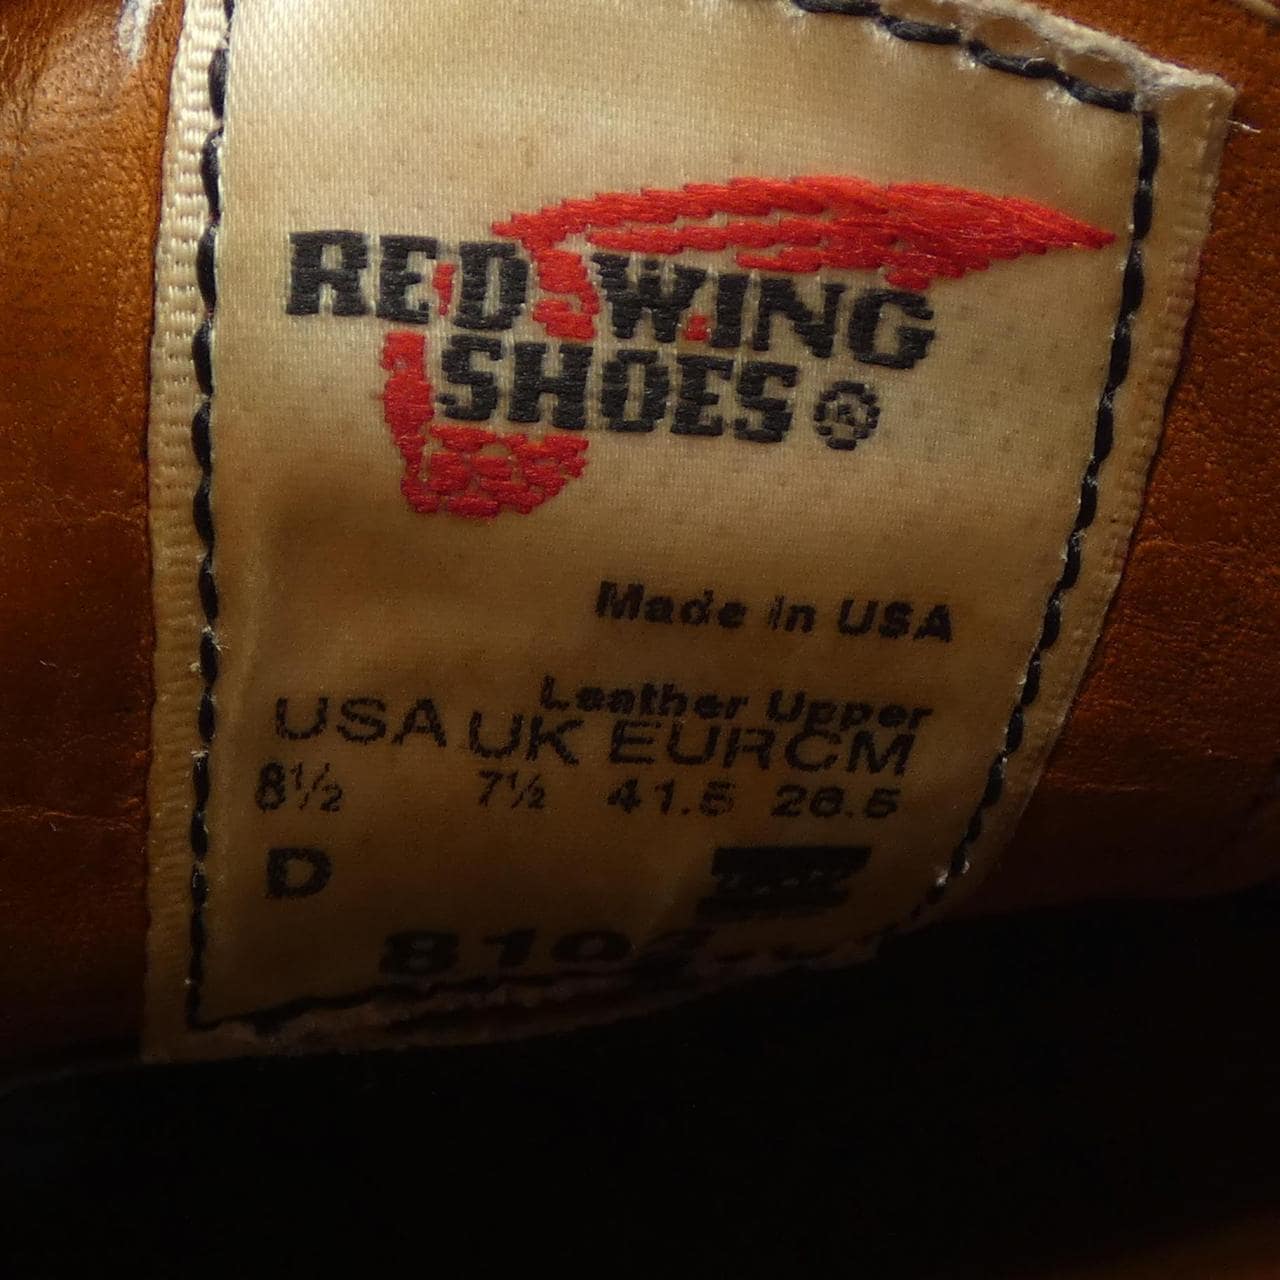 RED WING
SHOES®
Made in USA
Leather Upper
USA UK EUR CM
8½ 7½ 41.5 26.5
D